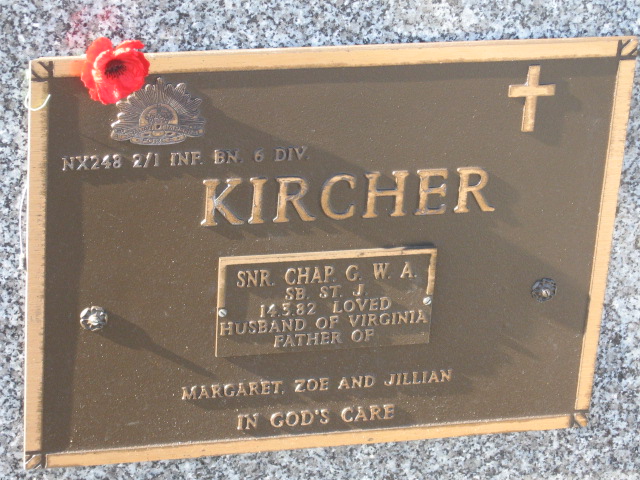 NX248 2/1 INF. BN. 6 DIV.
KIRCHER
SNR. CHAP. G. W. A.
SB. ST. J.
14.5.82 LOVED
HUSBAND OF VIRGINIA
FATHER OF
MARGARET, ZOE AND JILLIAN
IN GOD'S CARE